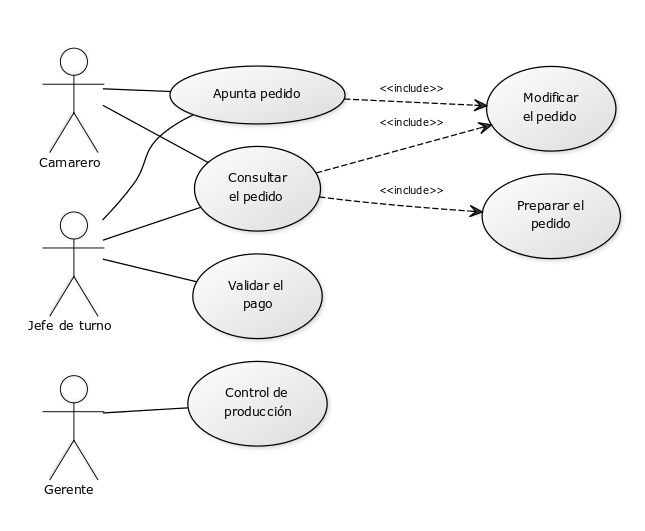 Camarero
Apunta pedido
<<include>>
Modificar
el pedido
<<include>>
Consultar
el pedido
<<include>>
Preparar el
pedido
Jefe de turno
Validar el
pago
Control de
producción
Gerente